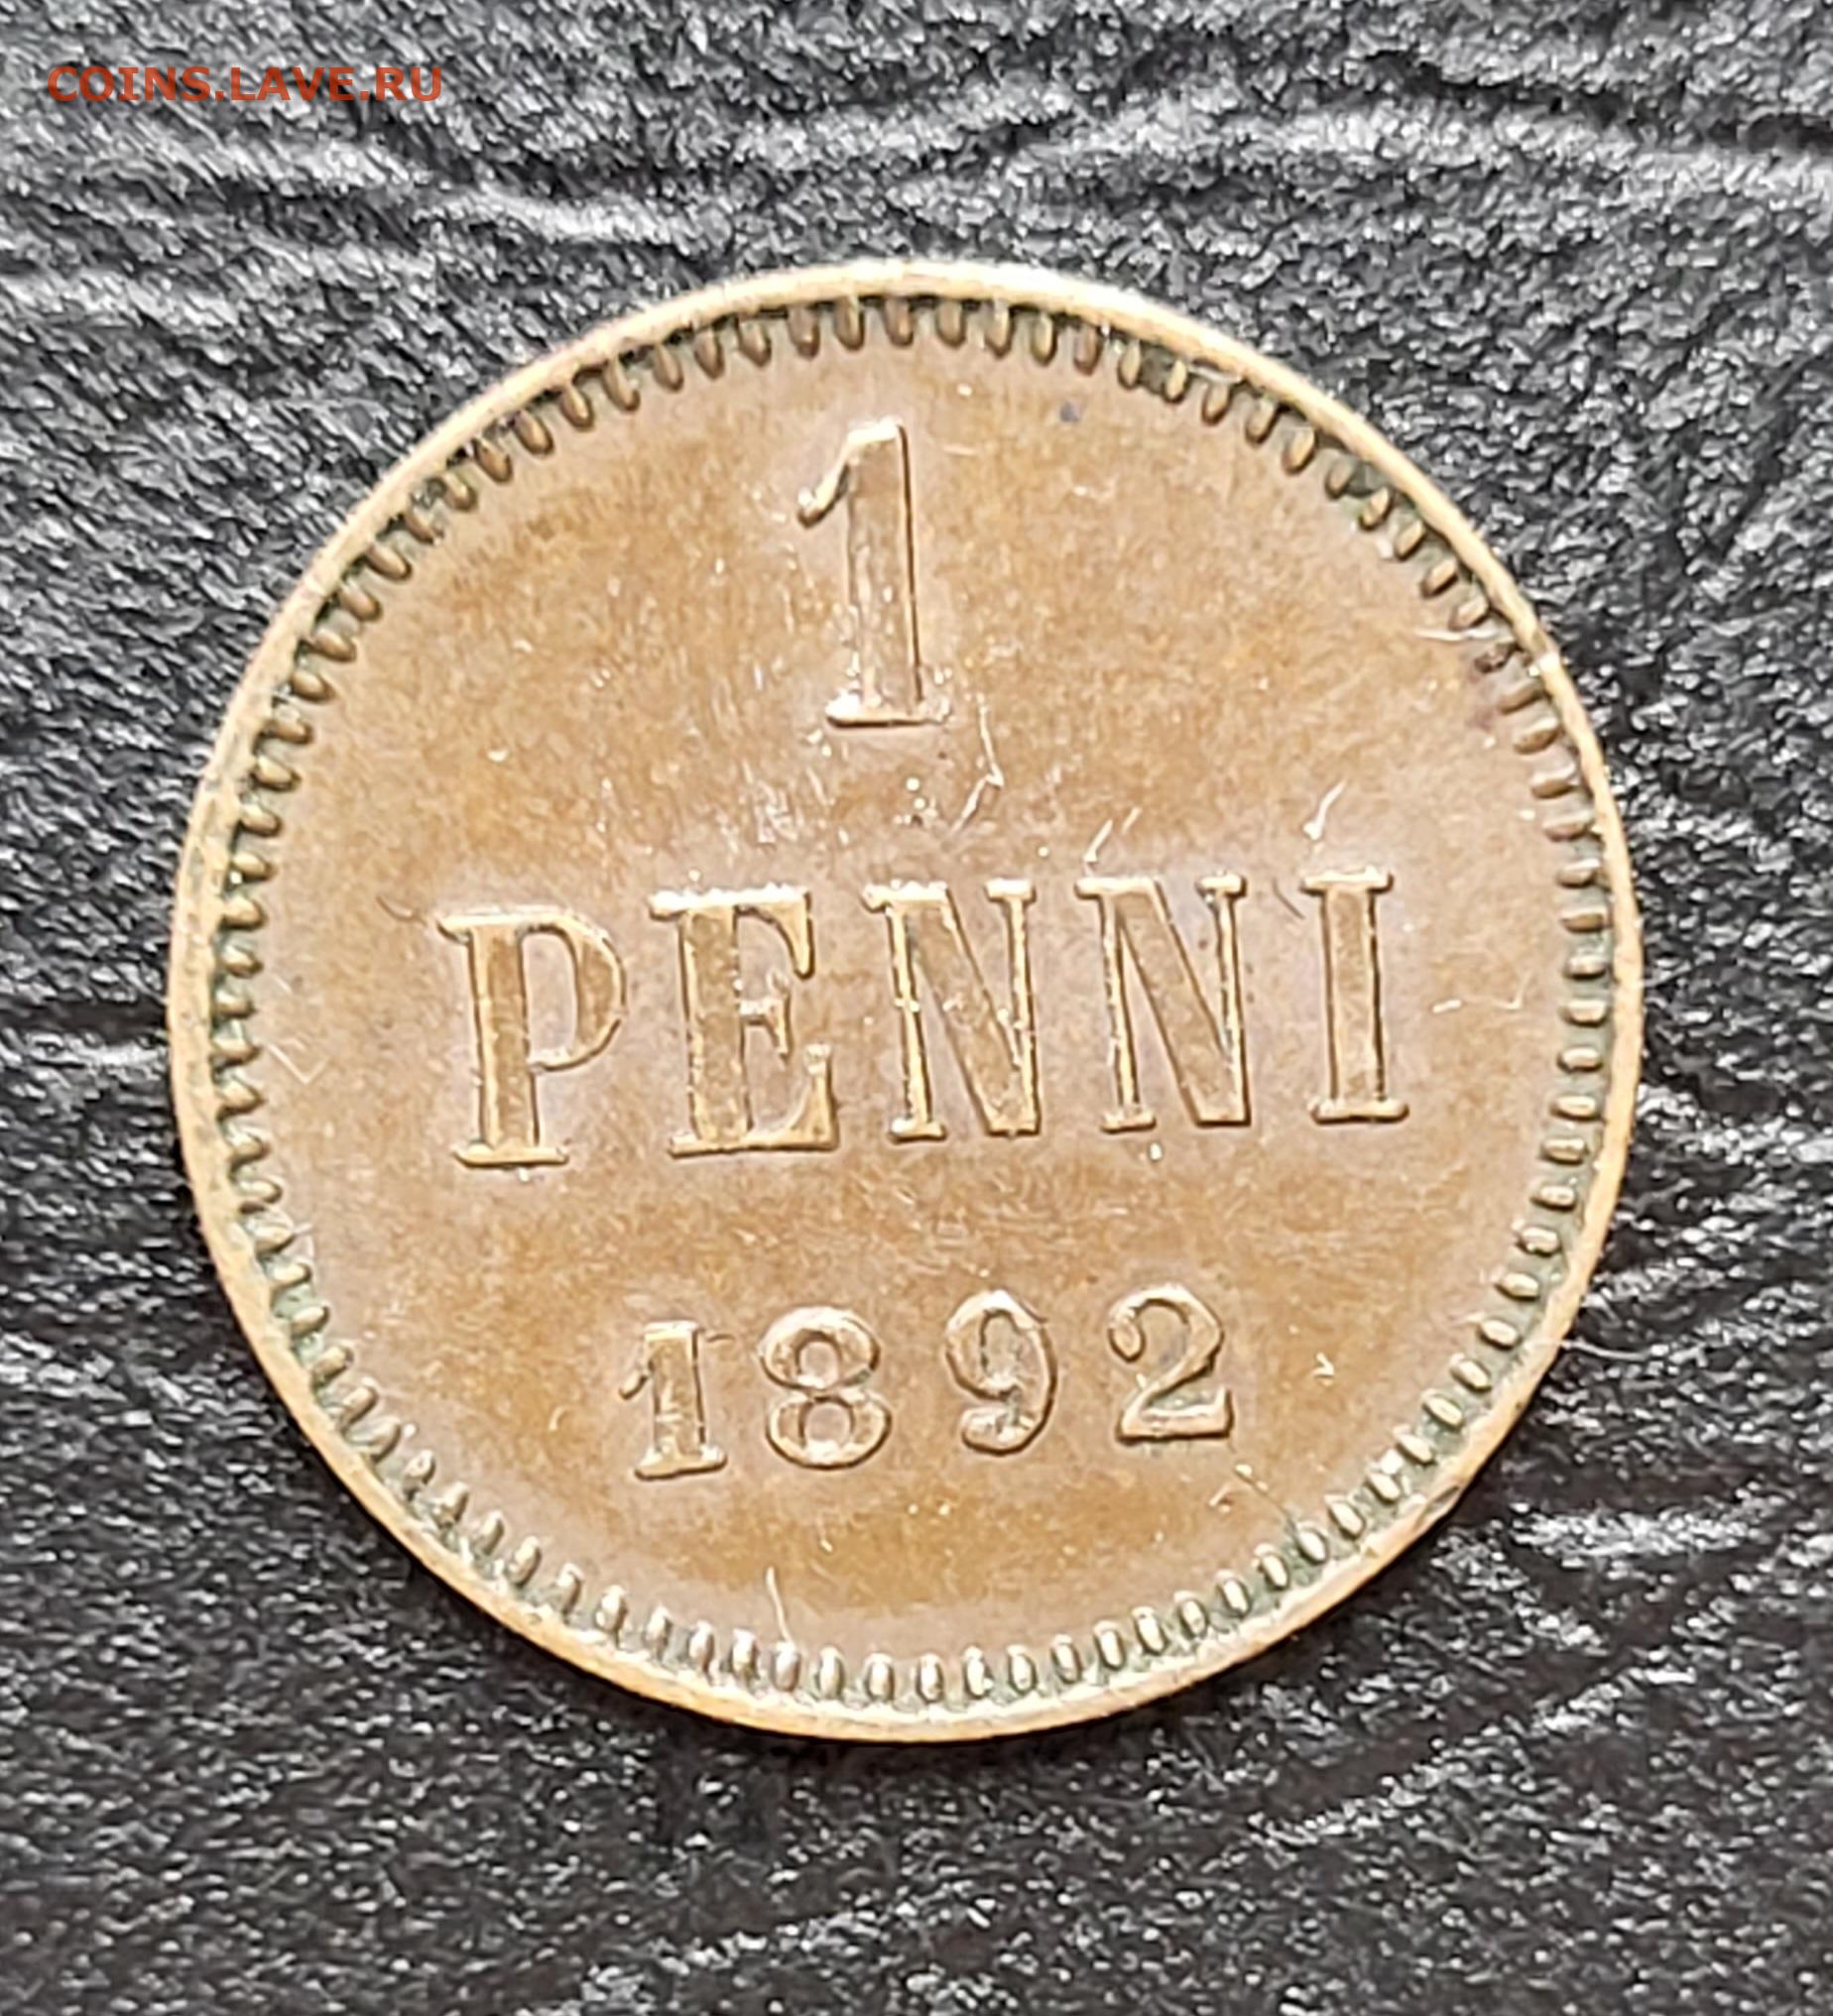 COINS.LAVE.RU
1
PENNI
1892